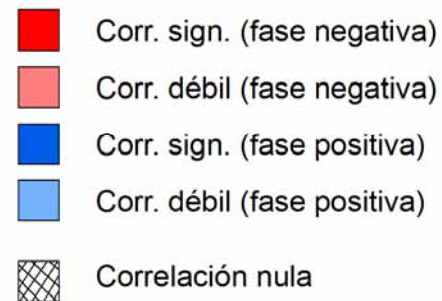 Corr. sign. (fase negativa)
Corr. débil (fase negativa)
Corr. sign. (fase positiva)
Corr. débil (fase positiva)
Correlación nula